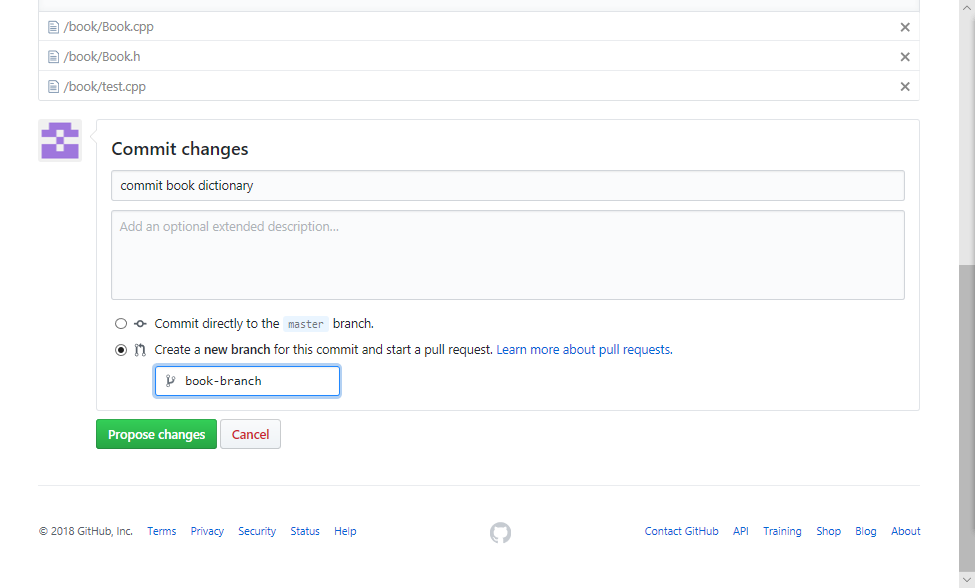 /book/Book.cpp
/book/Book.h
/book/test.cpp
Commit changes
commit book dictionary
Add an optional extended description...
Commit directly to the master branch.
Create a new branch for this commit and start a pull request. Learn more about pull requests.
book-branch
Propose changes Cancel
© 2018 GitHub, Inc. Terms Privacy Security Status Help Contact GitHub API Training Shop Blog About